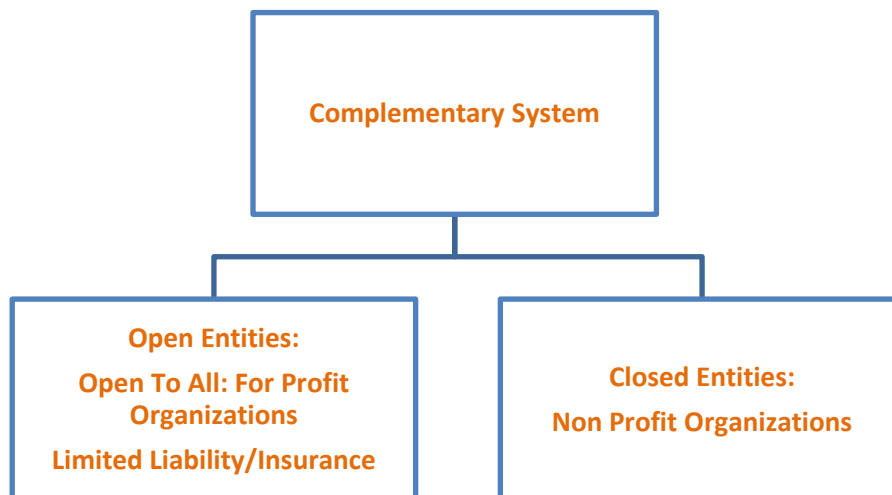 Complementary System
Open Entities:
Open To All: For Profit
Organizations
Limited Liability/Insurance
Closed Entities:
Non Profit Organizations